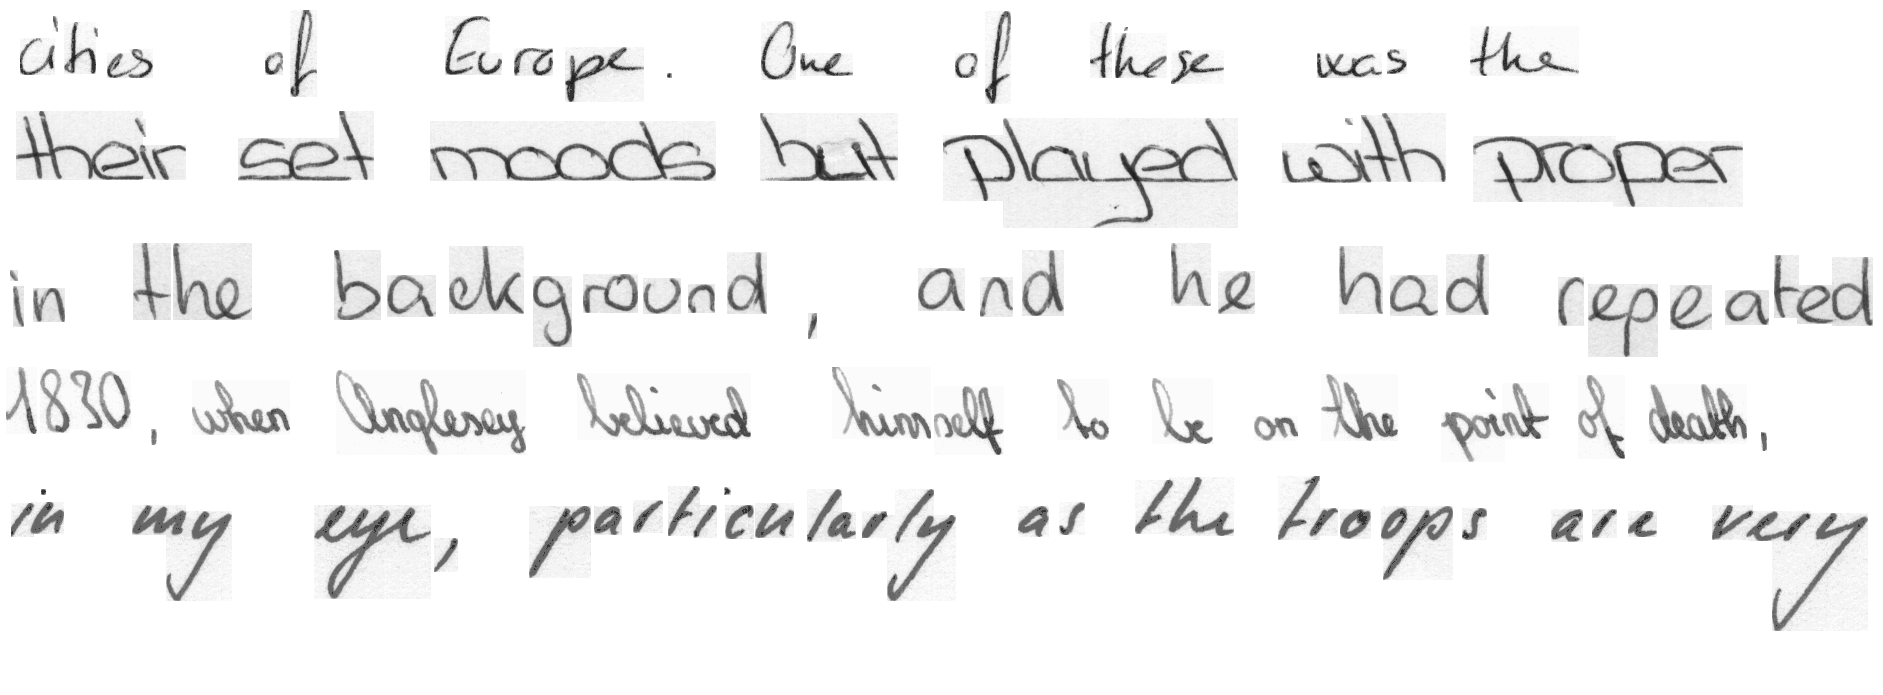 cities of Europe. One of these was the
their set moods but played with proper
in the background, and he had repeated
1830, when Anglesey believed himself to be on the point of death,
in my eye, particularly as the troops are very